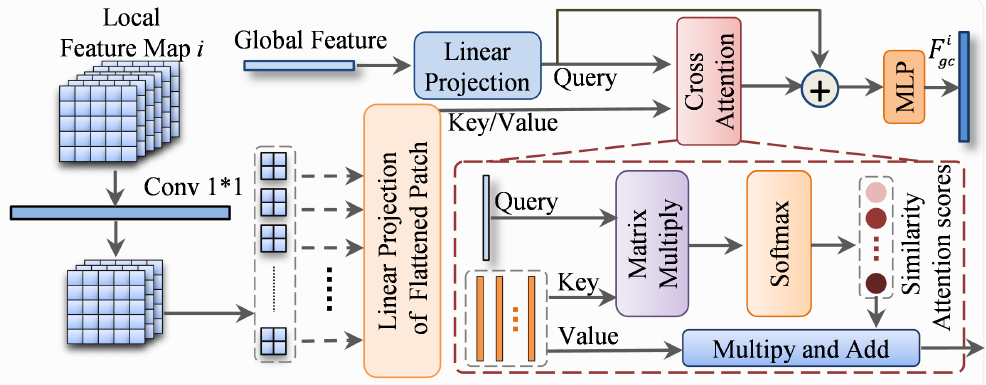 Local
Feature Map i
Global Feature
Linear
Projection
Query
Key/Value
Cross
Attention
+
MLP
F^i_{gc}
Conv 1*1
Linear Projection
of Flattened Patch
Query
Key
Value
Matrix
Multiply
Softmax
Similarity
Attention scores
Multipy and Add